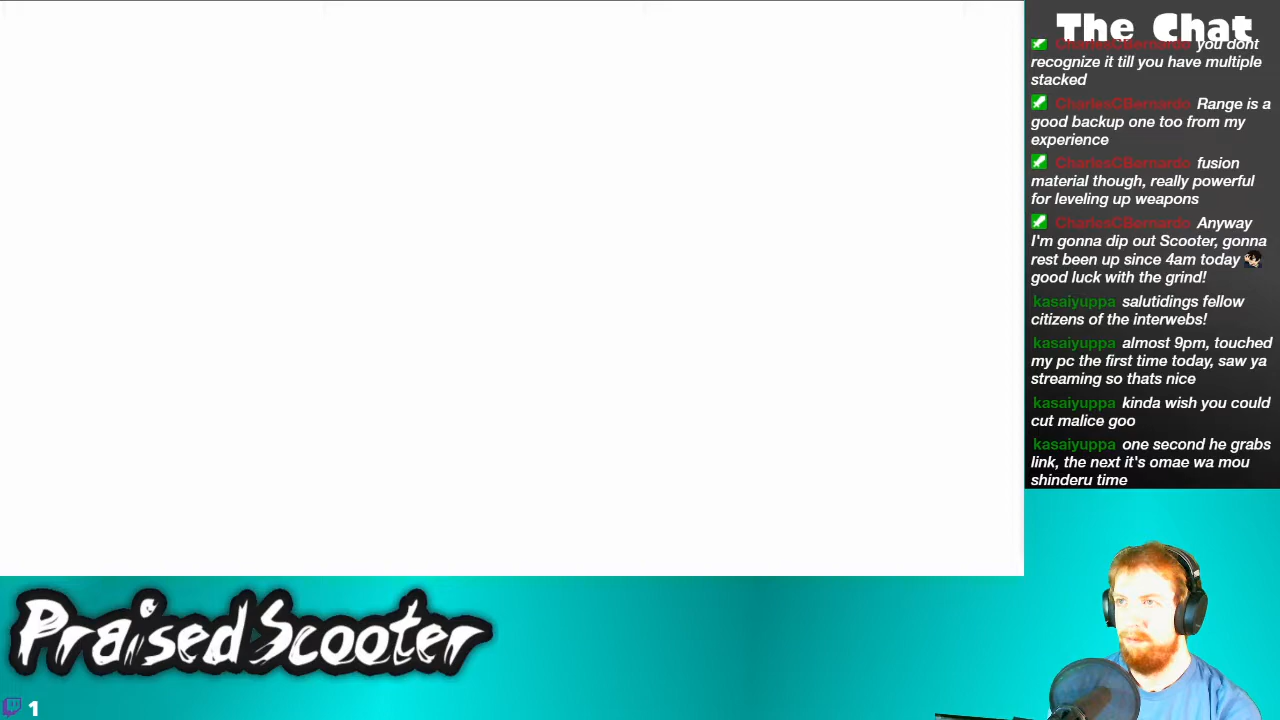 The Chat
CharlesCBernardo you dont
recognize it till you have multiple
stacked
CharlesCBernardo Range is a
good backup one too from my
experience
CharlesCBernardo fusion
material though, really powerful
for leveling up weapons
CharlesCBernardo Anyway
I'm gonna dip out Scooter, gonna
rest been up since 4am today
good luck with the grind!
kasaiyuppa salutidings fellow
citizens of the interwebs!
kasaiyuppa almost 9pm, touched
my pc the first time today, saw ya
streaming so thats nice
kasaiyuppa kinda wish you could
cut malice goo
kasaiyuppa one second he grabs
link, the next it's omae wa mou
shinderu time
PraisedScooter
1